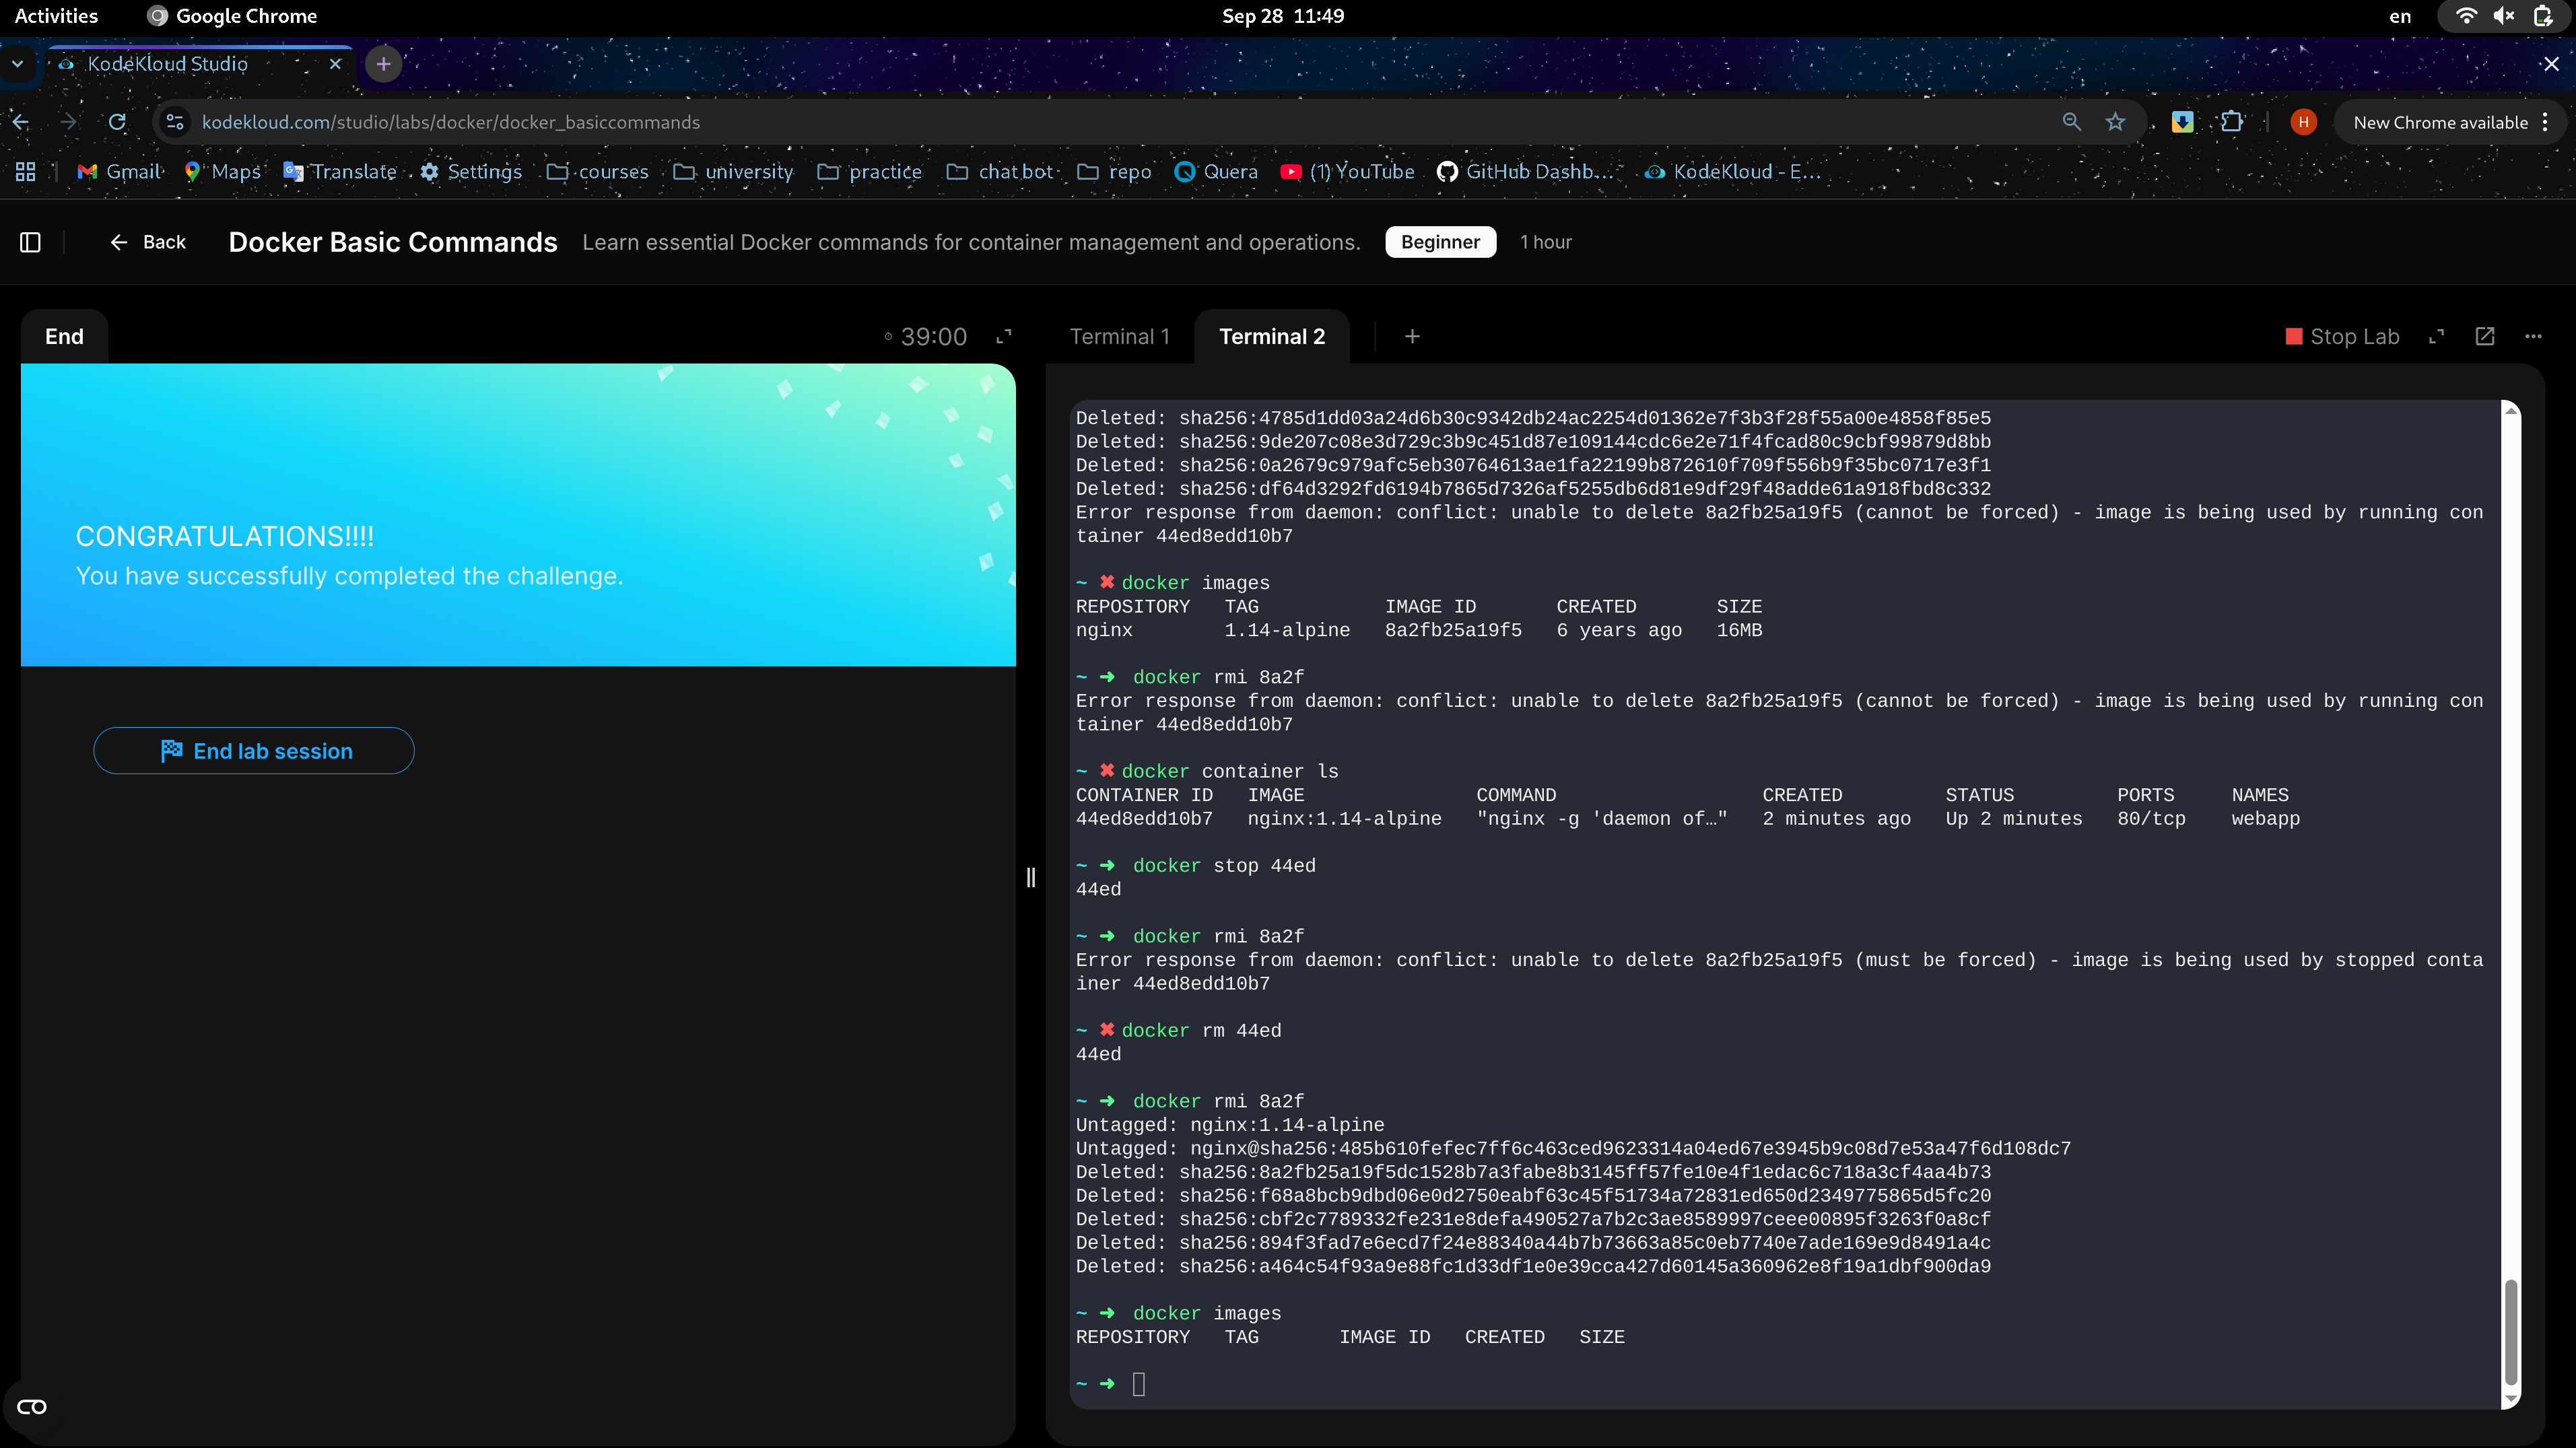 Activities
Google Chrome
Sep 28 11:49
en
KodeKloud Studio
kodekloud.com/studio/labs/docker/docker_basiccommands
H
New Chrome available
Gmail
Maps
Translate
Settings
courses
university
practice
chat bot
repo
Quera
(1) YouTube
GitHub Dashb...
KodeKloud - E...
Back
Docker Basic Commands
Learn essential Docker commands for container management and operations.
Beginner
1 hour
End
39:00
CONGRATULATIONS!!!!
You have successfully completed the challenge.
End lab session
Terminal 1
Terminal 2
Stop Lab
Deleted: sha256:4785d1dd03a24d6b30c9342db24ac2254d01362e7f3b3f28f55a00e4858f85e5
Deleted: sha256:9de207c08e3d729c3b9c451d87e109144cdc6e2e71f4fcad80c9cbf99879d8bb
Deleted: sha256:0a2679c979afc5eb30764613ae1fa22199b872610f709f556b9f35bc0717e3f1
Deleted: sha256:df64d3292fd6194b7865d7326af5255db6d81e9df29f48adde61a918fbd8c332
Error response from daemon: conflict: unable to delete 8a2fb25a19f5 (cannot be forced) - image is being used by running con
tainer 44ed8edd10b7
~ ✖ docker images
REPOSITORY TAG IMAGE ID CREATED SIZE
nginx 1.14-alpine 8a2fb25a19f5 6 years ago 16MB
~ ➜ docker rmi 8a2f
Error response from daemon: conflict: unable to delete 8a2fb25a19f5 (cannot be forced) - image is being used by running con
tainer 44ed8edd10b7
~ ✖ docker container ls
CONTAINER ID IMAGE COMMAND CREATED STATUS PORTS NAMES
44ed8edd10b7 nginx:1.14-alpine "nginx -g 'daemon of…" 2 minutes ago Up 2 minutes 80/tcp webapp
~ ➜ docker stop 44ed
44ed
~ ➜ docker rmi 8a2f
Error response from daemon: conflict: unable to delete 8a2fb25a19f5 (must be forced) - image is being used by stopped conta
iner 44ed8edd10b7
~ ✖ docker rm 44ed
44ed
~ ➜ docker rmi 8a2f
Untagged: nginx:1.14-alpine
Untagged: nginx@sha256:485b610fefec7ff6c463ced9623314a04ed67e3945b9c08d7e53a47f6d108dc7
Deleted: sha256:8a2fb25a19f5dc1528b7a3fabe8b3145ff57fe10e4f1edac6c718a3cf4aa4b73
Deleted: sha256:f68a8bcb9dbd06e0d2750eabf63c45f51734a72831ed650d2349775865d5fc20
Deleted: sha256:cbf2c7789332fe231e8defa490527a7b2c3ae8589997ceee00895f3263f0a8cf
Deleted: sha256:894f3fad7e6ecd7f24e88340a44b7b73663a85c0eb7740e7ade169e9d8491a4c
Deleted: sha256:a464c54f93a9e88fc1d33df1e0e39cca427d60145a360962e8f19a1dbf900da9
~ ➜ docker images
REPOSITORY TAG IMAGE ID CREATED SIZE
~ ➜